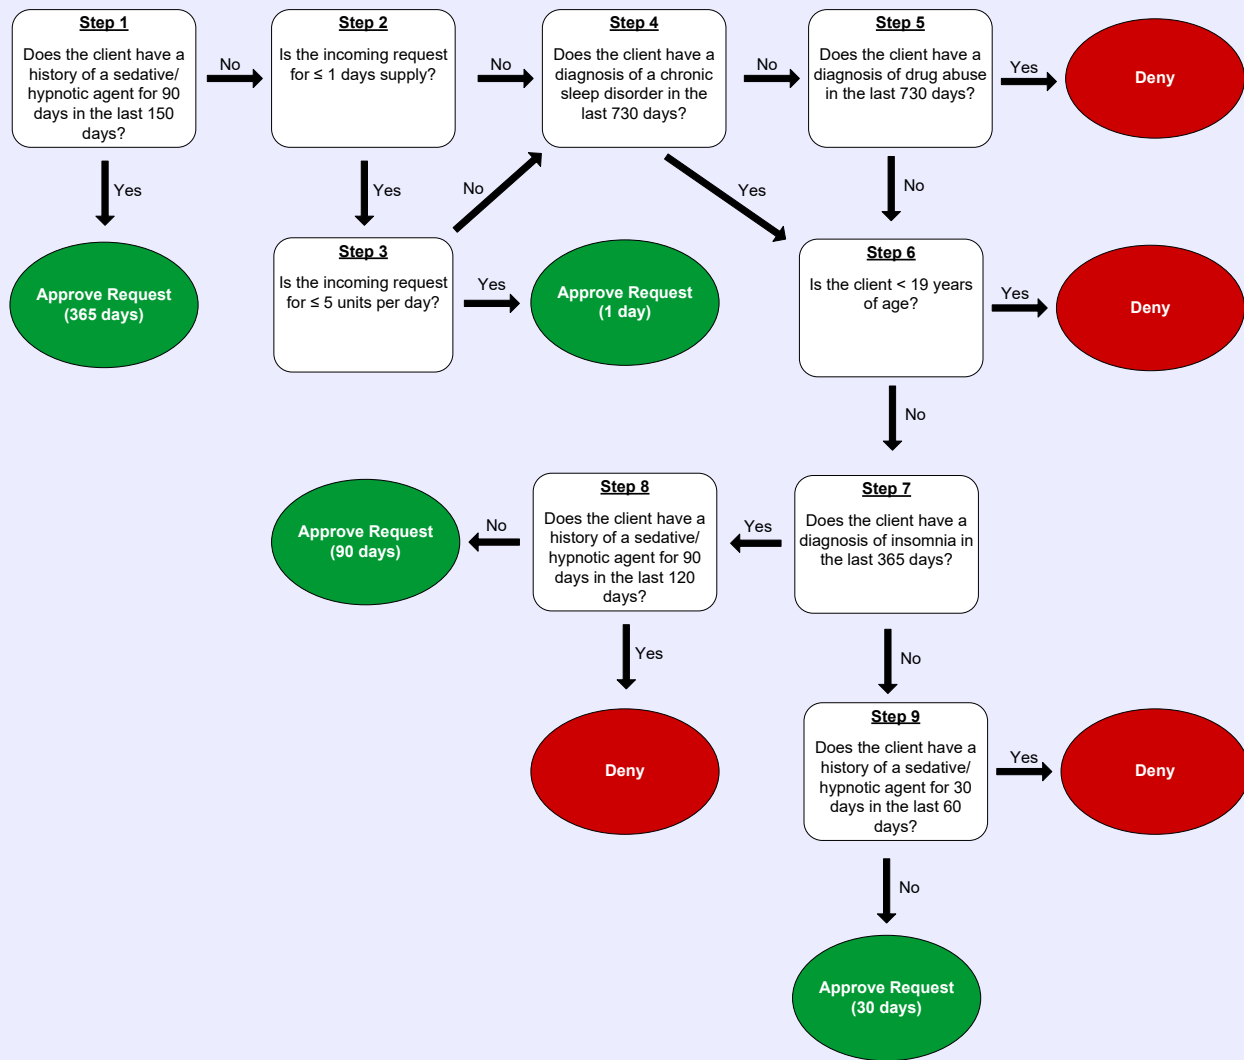 Step 1
Does the client have a
history of a sedative/
hypnotic agent for 90
days in the last 150
days?
No
Step 2
Is the incoming request
for ≤ 1 days supply?
No
Step 4
Does the client have a
diagnosis of a chronic
sleep disorder in the
last 730 days?
No
Step 5
Does the client have a
diagnosis of drug abuse
in the last 730 days?
Yes
Deny
Yes
Yes
No
Yes
No
Approve Request
(365 days)
Step 3
Is the incoming request
for ≤ 5 units per day?
Yes
Approve Request
(1 day)
Step 6
Is the client < 19 years
of age?
Yes
Deny
No
Approve Request
(90 days)
No
Step 8
Does the client have a
history of a sedative/
hypnotic agent for 90
days in the last 120
days?
Yes
Step 7
Does the client have a
diagnosis of insomnia in
the last 365 days?
Yes
No
Deny
Step 9
Does the client have a
history of a sedative/
hypnotic agent for 30
days in the last 60
days?
Yes
Deny
No
Approve Request
(30 days)